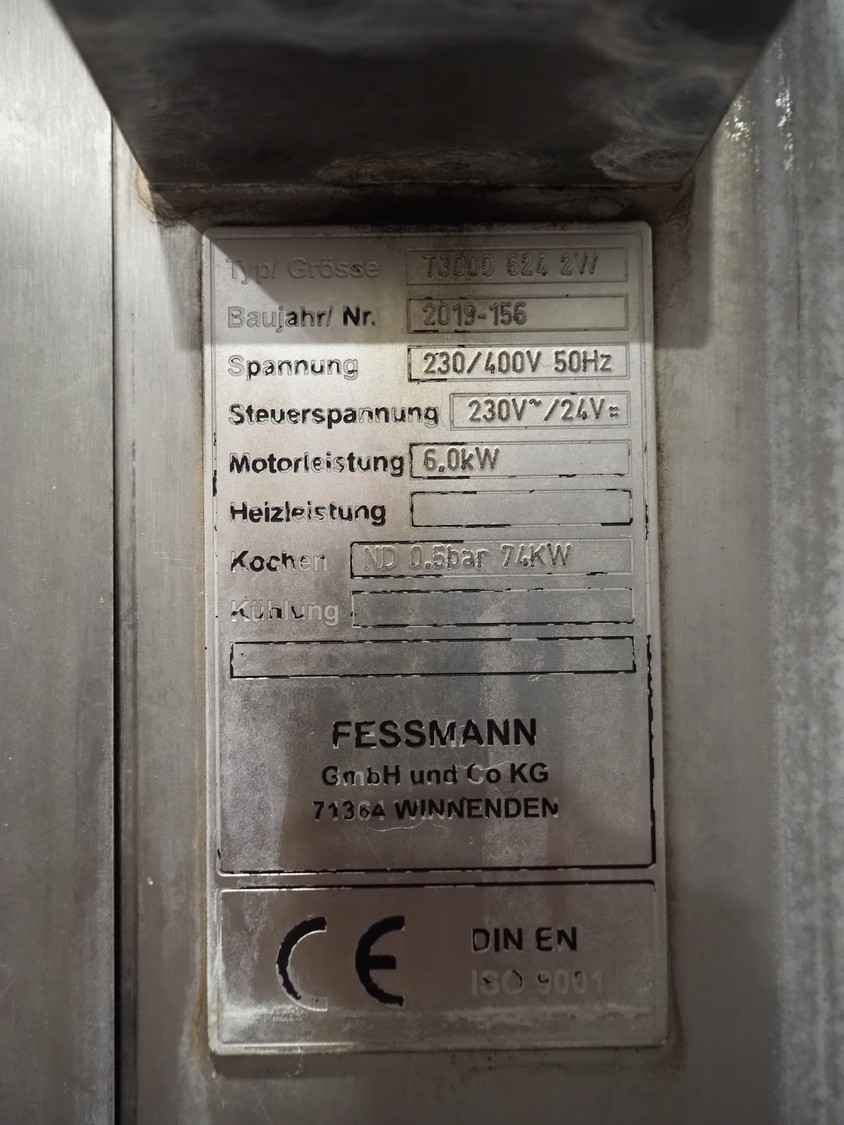 Typ/ Grösse T3000 624 2W
Baujahr/ Nr. 2019-156
Spannung 230/400V 50Hz
Steuerspannung 230V~/24V⎓
Motorleistung 6,0kW
Heizleistung
Kochen ND 0.5bar 74KW
Kühlung
FESSMANN
GmbH und Co KG
71364 WINNENDEN
CE
DIN EN
ISO 9001